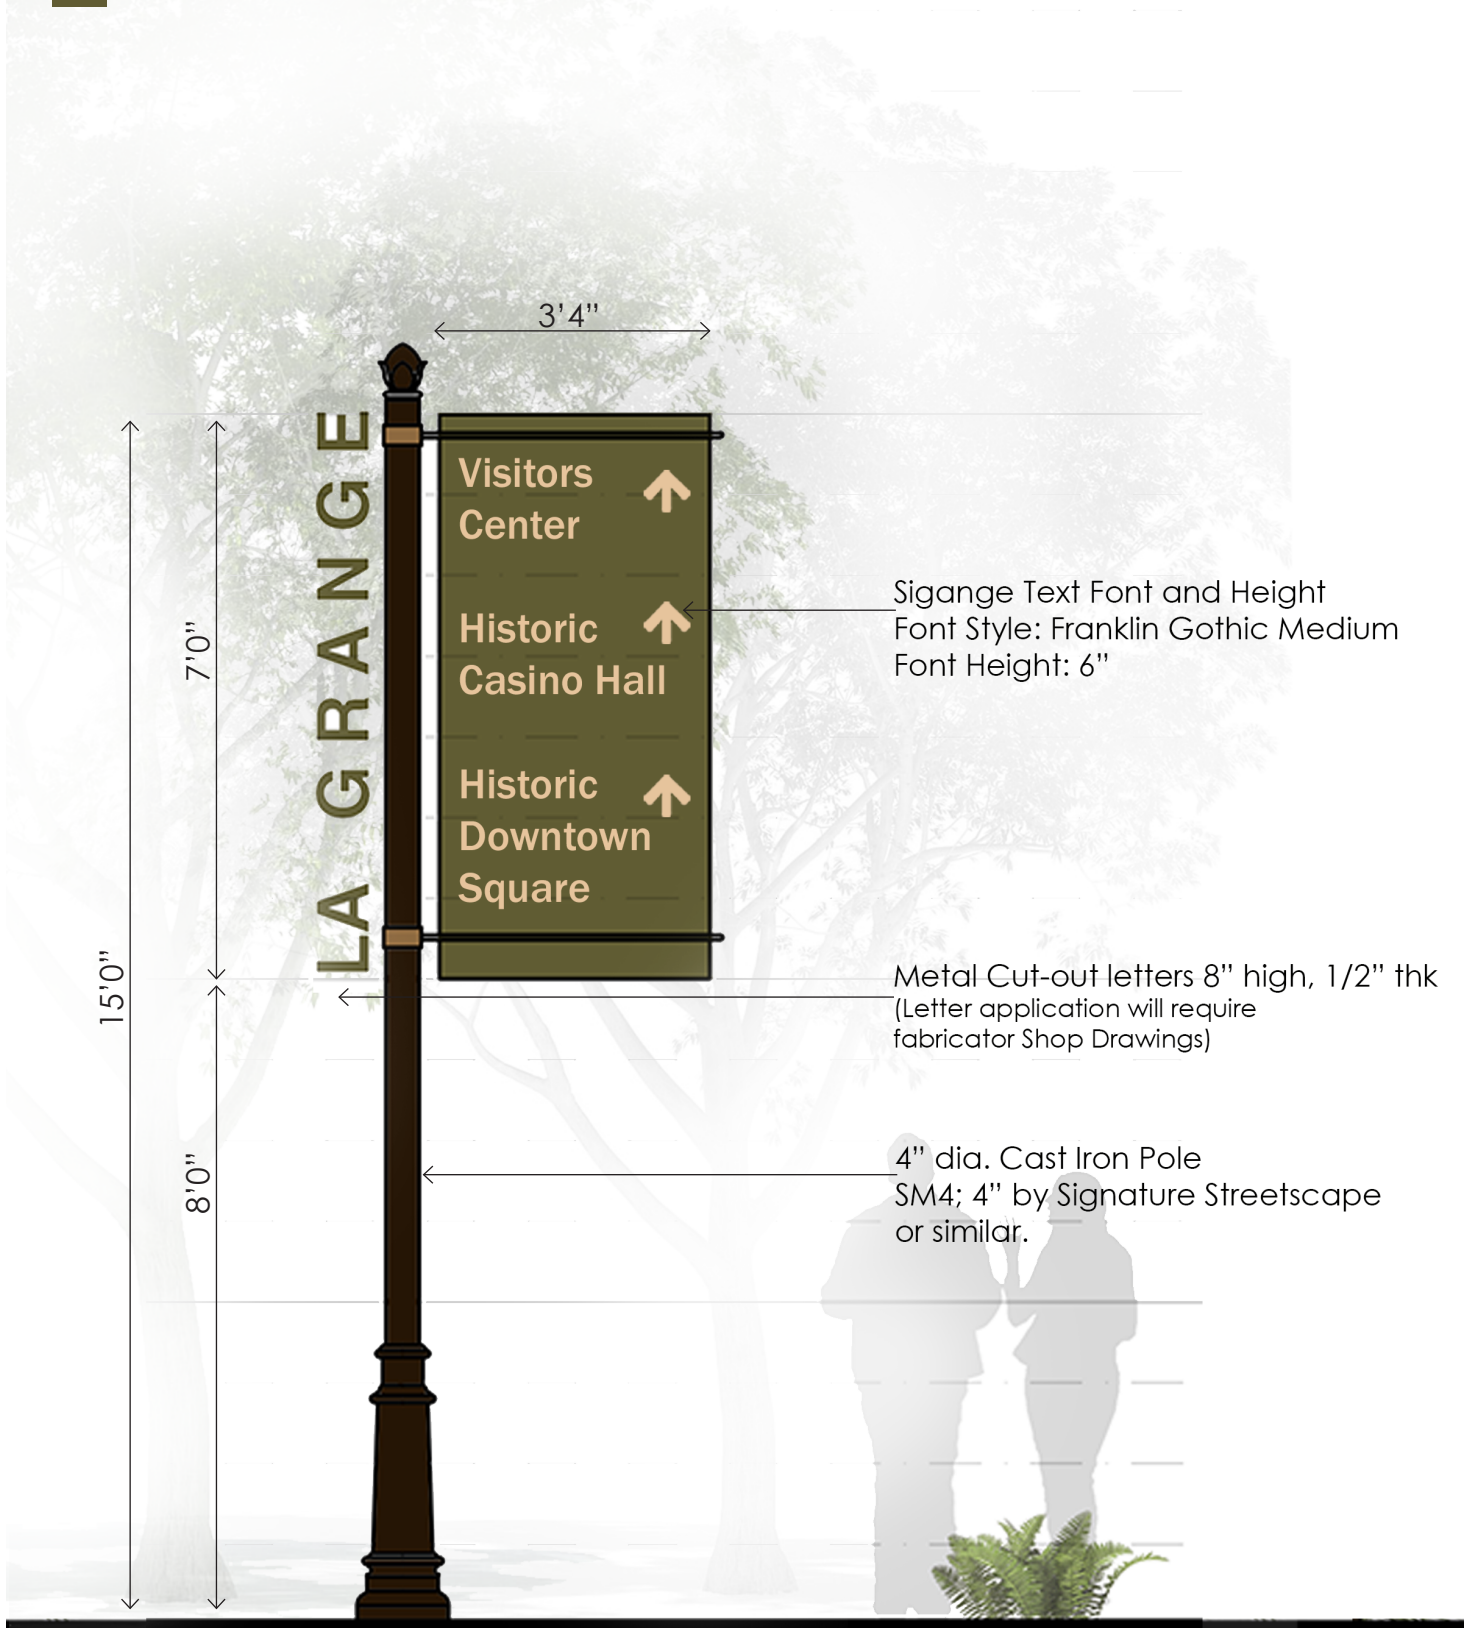 3'4”
LA GRANGE
Visitors
Center
Historic
Casino Hall
Historic
Downtown
Square
7'0”
15'0”
8'0”
Sigange Text Font and Height
Font Style: Franklin Gothic Medium
Font Height: 6”
Metal Cut-out letters 8” high, 1/2” thk
(Letter application will require
fabricator Shop Drawings)
4” dia. Cast Iron Pole
SM4; 4” by Signature Streetscape
or similar.